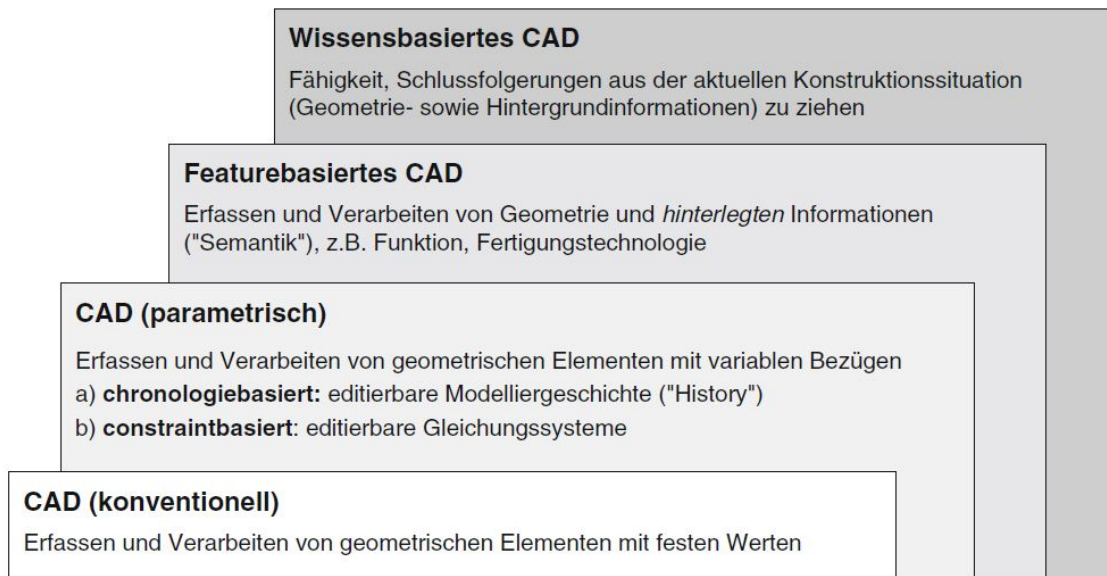 Wissensbasiertes CAD
Fähigkeit, Schlussfolgerungen aus der aktuellen Konstruktionssituation
(Geometrie- sowie Hintergrundinformationen) zu ziehen
Featurebasiertes CAD
Erfassen und Verarbeiten von Geometrie und hinterlegten Informationen
("Semantik"), z.B. Funktion, Fertigungstechnologie
CAD (parametrisch)
Erfassen und Verarbeiten von geometrischen Elementen mit variablen Bezügen
a) chronologiebasiert: editierbare Modelliergeschichte ("History")
b) constraintbasiert: editierbare Gleichungssysteme
CAD (konventionell)
Erfassen und Verarbeiten von geometrischen Elementen mit festen Werten